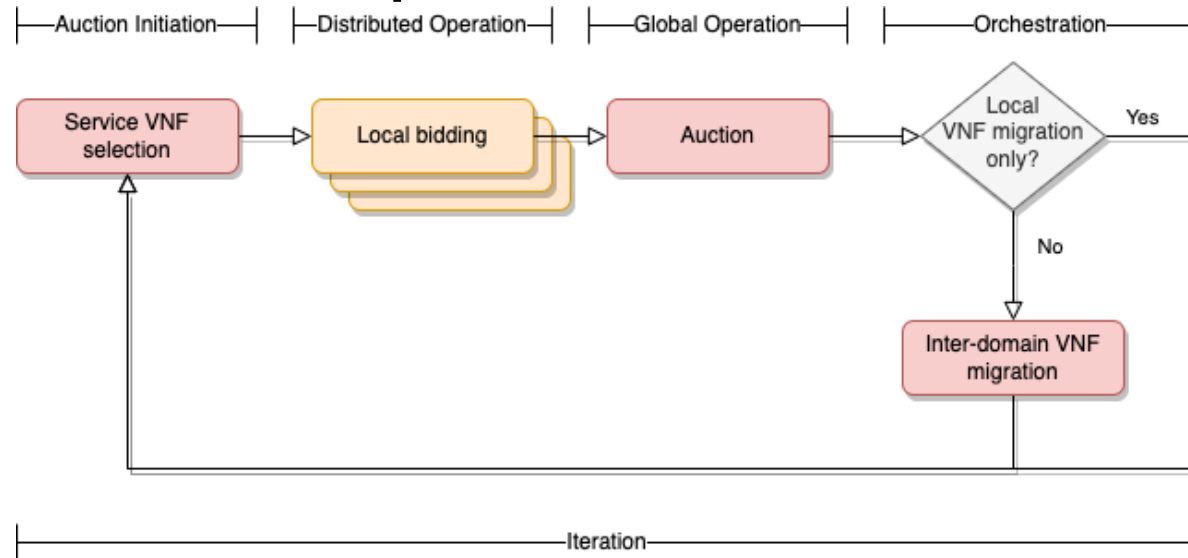 Auction Initiation
Distributed Operation
Global Operation
Orchestration
Service VNF
selection
Local bidding
Auction
Local
VNF migration
only?
Yes
No
Inter-domain VNF
migration
Iteration